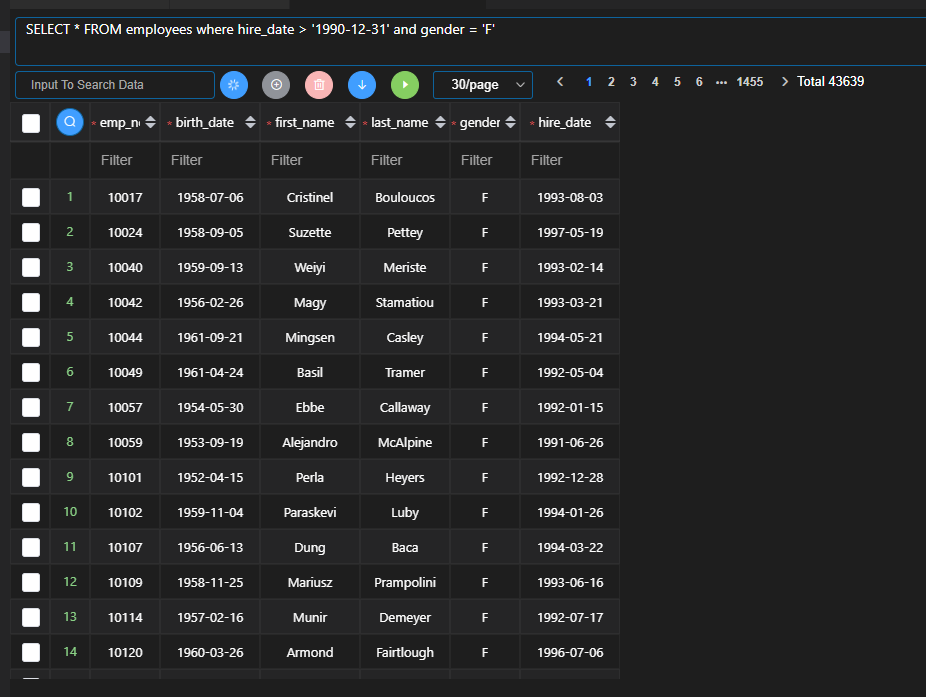 SELECT * FROM employees where hire_date > '1990-12-31' and gender = 'F'
Input To Search Data 30/page 1 2 3 4 5 6 ••• 1455 Total 43639
* emp_n * birth_date * first_name * last_name * gender * hire_date
Filter Filter Filter Filter Filter Filter
1 10017 1958-07-06 Cristinel Bouloucos F 1993-08-03
2 10024 1958-09-05 Suzette Pettey F 1997-05-19
3 10040 1959-09-13 Weiyi Meriste F 1993-02-14
4 10042 1956-02-26 Magy Stamatiou F 1993-03-21
5 10044 1961-09-21 Mingsen Casley F 1994-05-21
6 10049 1961-04-24 Basil Tramer F 1992-05-04
7 10057 1954-05-30 Ebbe Callaway F 1992-01-15
8 10059 1953-09-19 Alejandro McAlpine F 1991-06-26
9 10101 1952-04-15 Perla Heyers F 1992-12-28
10 10102 1959-11-04 Paraskevi Luby F 1994-01-26
11 10107 1956-06-13 Dung Baca F 1994-03-22
12 10109 1958-11-25 Mariusz Prampolini F 1993-06-16
13 10114 1957-02-16 Munir Demeyer F 1992-07-17
14 10120 1960-03-26 Armond Fairtlough F 1996-07-06